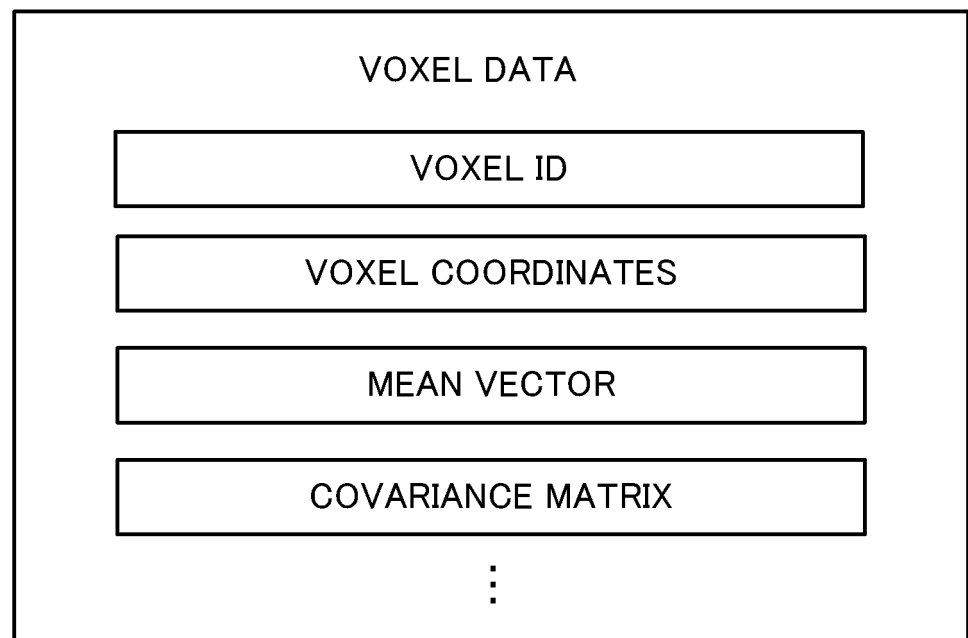 VOXEL DATA
VOXEL ID
VOXEL COORDINATES
MEAN VECTOR
COVARIANCE MATRIX
⋮